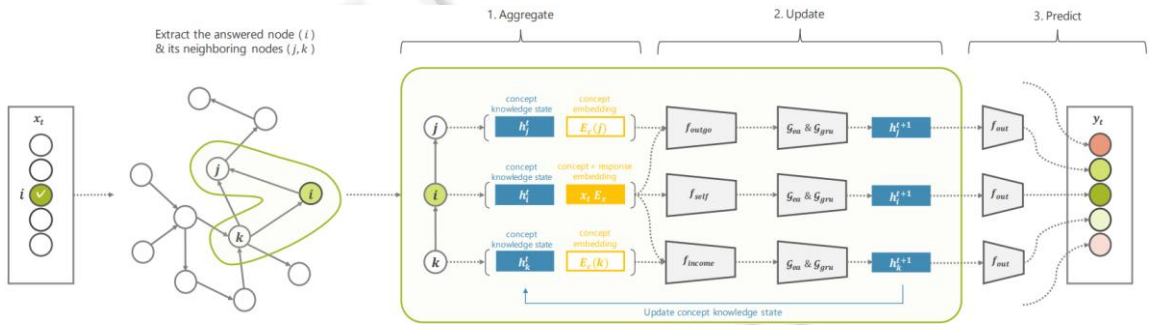 1. Aggregate
2. Update
3. Predict
Extract the answered node (i)
& its neighboring nodes (j, k)
x_t
i
j
i
k
concept
knowledge state
concept
embedding
j
h_j^t
E_c(j)
f_outgo
G_ea & G_gru
h_j^{t+1}
f_out
y_t
concept
knowledge state
concept + response
embedding
i
h_i^t
x_t E_s
f_self
G_ea & G_gru
h_i^{t+1}
f_out
concept
knowledge state
concept
embedding
k
h_k^t
E_c(k)
f_income
G_ea & G_gru
h_k^{t+1}
f_out
Update concept knowledge state